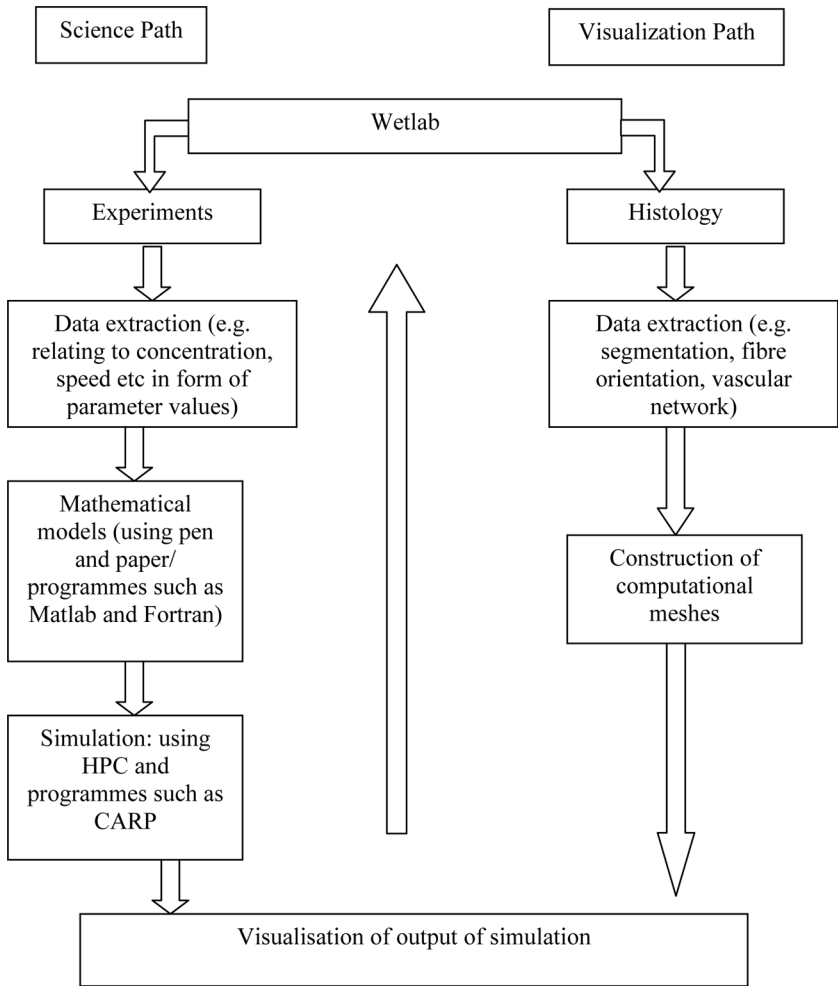 Science Path
Visualization Path
Wetlab
Experiments
Histology
Data extraction (e.g.
relating to concentration,
speed etc in form of
parameter values)
Data extraction (e.g.
segmentation, fibre
orientation, vascular
network)
Mathematical
models (using pen
and paper/
programmes such as
Matlab and Fortran)
Construction of
computational
meshes
Simulation: using
HPC and
programmes such as
CARP
Visualisation of output of simulation